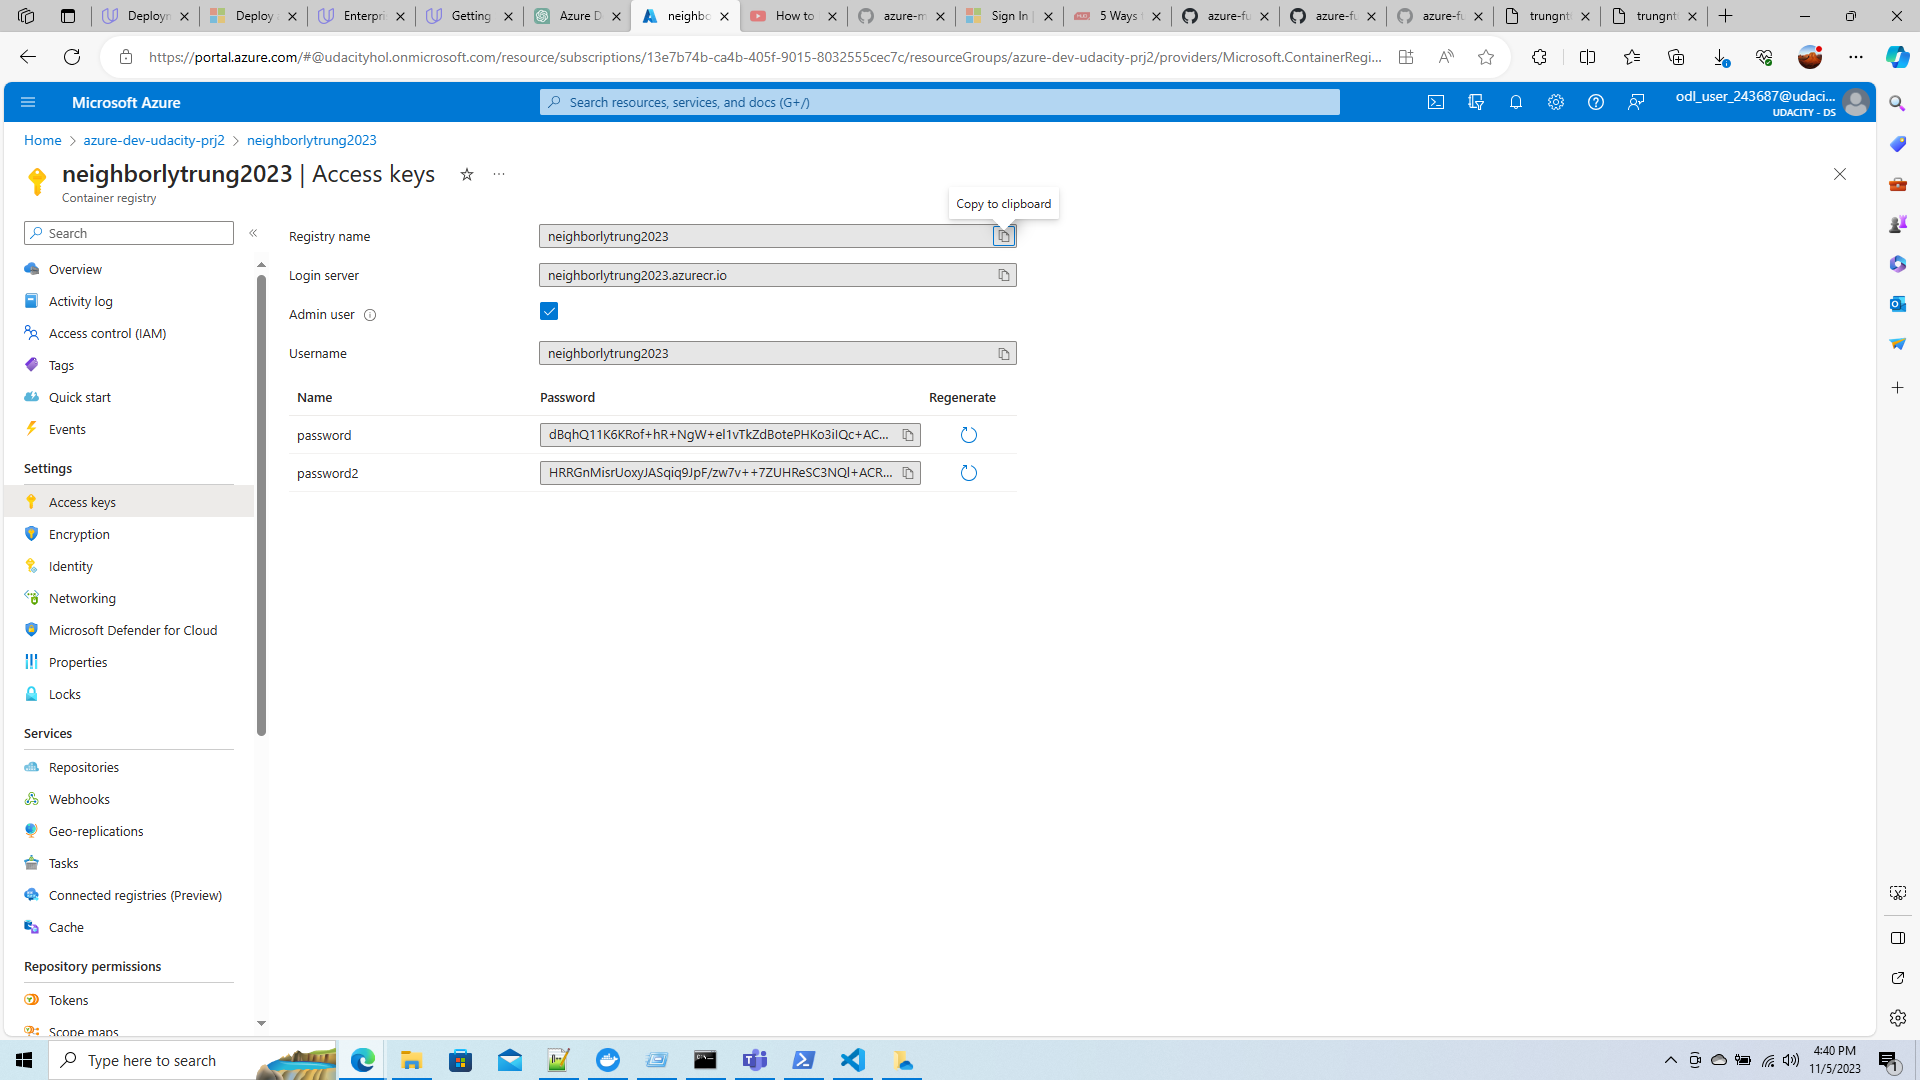 Deployn
Deploy a
Enterpris
Getting
Azure D
neighbo
How to
azure-m
Sign In |
5 Ways
azure-fu
azure-fu
azure-fu
trungnt
trungnt
https://portal.azure.com/#@udacityhol.onmicrosoft.com/resource/subscriptions/13e7b74b-ca4b-405f-9015-8032555cec7c/resourceGroups/azure-dev-udacity-prj2/providers/Microsoft.ContainerRegi...
Microsoft Azure
Search resources, services, and docs (G+/)
odl_user_243687@udaci...
UDACITY - DS
Home > azure-dev-udacity-prj2 > neighborlytrung2023
neighborlytrung2023 | Access keys
Container registry
Copy to clipboard
Search
Overview
Activity log
Access control (IAM)
Tags
Quick start
Events
Settings
Access keys
Encryption
Identity
Networking
Microsoft Defender for Cloud
Properties
Locks
Services
Repositories
Webhooks
Geo-replications
Tasks
Connected registries (Preview)
Cache
Repository permissions
Tokens
Scope maps
Registry name
neighborlytrung2023
Login server
neighborlytrung2023.azurecr.io
Admin user
Username
neighborlytrung2023
Name Password Regenerate
password dBqhQ11K6KRof+hR+NgW+el1vTkZdBotePHKo3iIQc+AC...
password2 HRRGnMisrUoxyJASqiq9JpF/zw7v++7ZUHReSC3NQl+ACR...
Type here to search
4:40 PM
11/5/2023
1